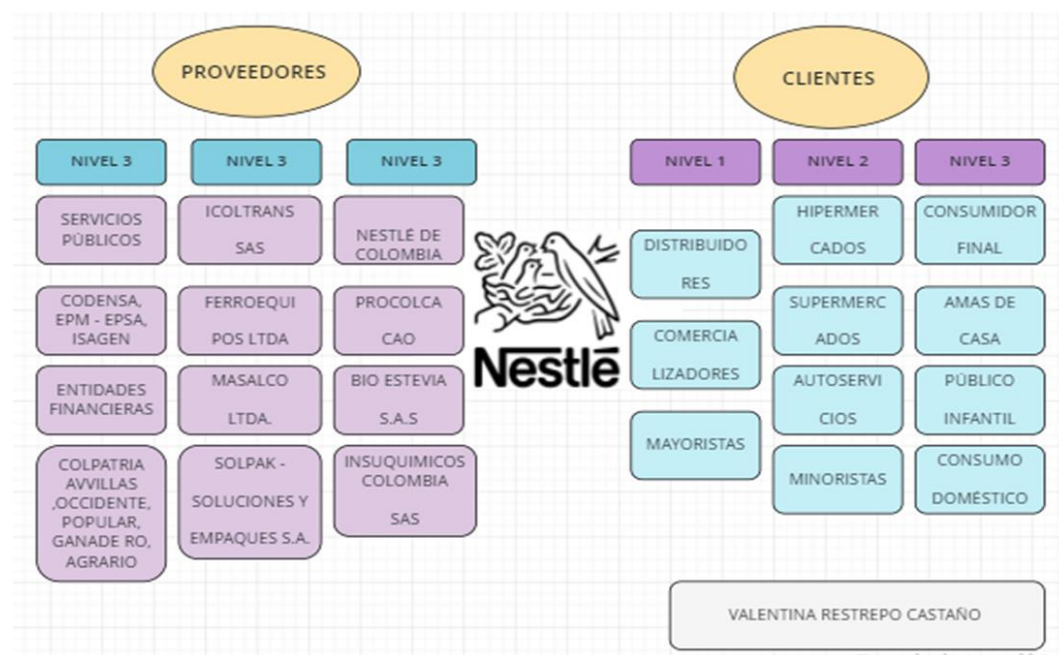 PROVEEDORES
NIVEL 3
NIVEL 3
NIVEL 3
SERVICIOS
PÚBLICOS
CODENSA,
EPM - EPSA,
ISAGEN
ENTIDADES
FINANCIERAS
COLPATRIA
AVVILLAS
,OCCIDENTE,
POPULAR,
GANADE RO,
AGRARIO
ICOLTRANS
SAS
FERROEQUI
POS LTDA
MASALCO
LTDA.
SOLPAK -
SOLUCIONES Y
EMPAQUES S.A.
NESTLÉ DE
COLOMBIA
PROCOLCA
CAO
BIO ESTEVIA
S.A.S
INSUQUIMICOS
COLOMBIA
SAS
Nestlé
CLIENTES
NIVEL 1
NIVEL 2
NIVEL 3
DISTRIBUIDO
RES
COMERCIA
LIZADORES
MAYORISTAS
HIPERMER
CADOS
SUPERMERC
ADOS
AUTOSERVI
CIOS
MINORISTAS
CONSUMIDOR
FINAL
AMAS DE
CASA
PÚBLICO
INFANTIL
CONSUMO
DOMÉSTICO
VALENTINA RESTREPO CASTAÑO